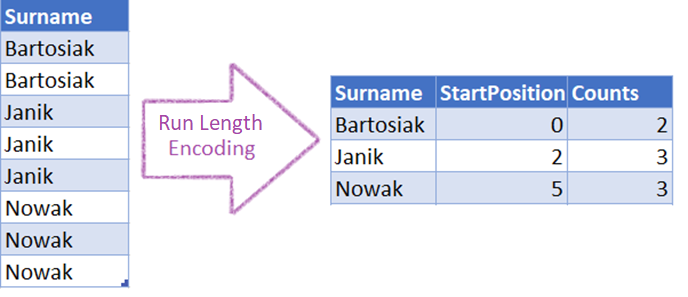 Surname
Bartosiak
Bartosiak
Janik
Janik
Janik
Nowak
Nowak
Nowak
Run Length
Encoding
Surname StartPosition Counts
Bartosiak 0 2
Janik 2 3
Nowak 5 3